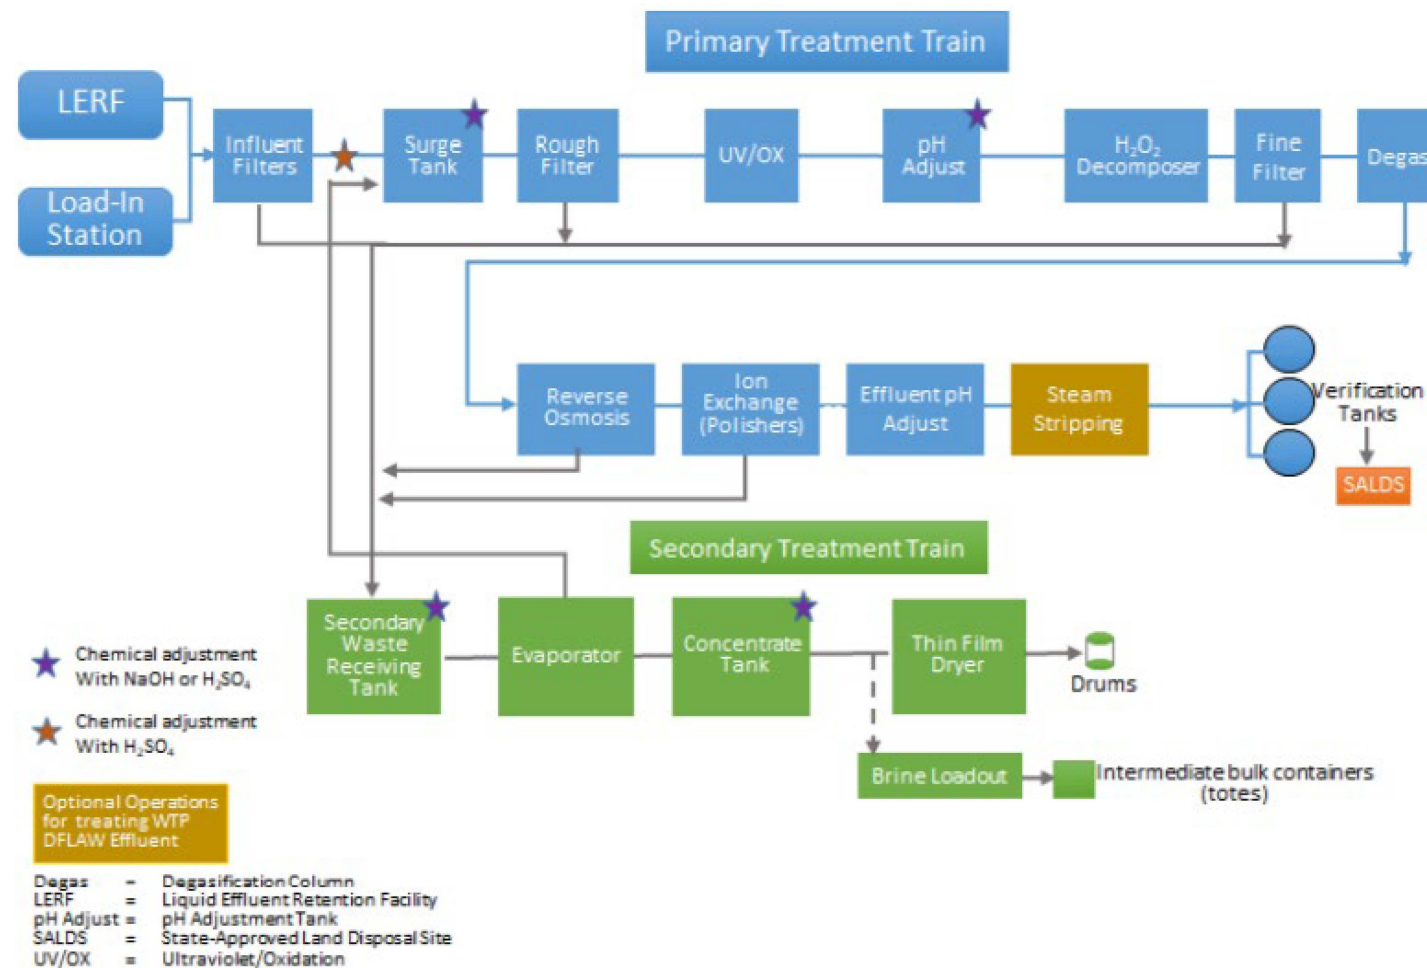 Primary Treatment Train
LERF
Load-In
Station
Influent
Filters
Surge
Tank
Rough
Filter
UV/OX
pH
Adjust
H₂O₂
Decomposer
Fine
Filter
Degas
Reverse
Osmosis
Ion
Exchange
(Polishers)
Effluent pH
Adjust
Steam
Stripping
Verification
Tanks
SALDS
Secondary Treatment Train
Secondary
Waste
Receiving
Tank
Evaporator
Concentrate
Tank
Thin Film
Dryer
Drums
Brine Loadout
Intermediate bulk containers
(totes)
Chemical adjustment
With NaOH or H₂SO₄
Chemical adjustment
With H₂SO₄
Optional Operations
for treating WTP
DFLAW Effluent
Degas = Degasification Column
LERF = Liquid Effluent Retention Facility
pH Adjust = pH Adjustment Tank
SALDS = State-Approved Land Disposal Site
UV/OX = Ultraviolet/Oxidation